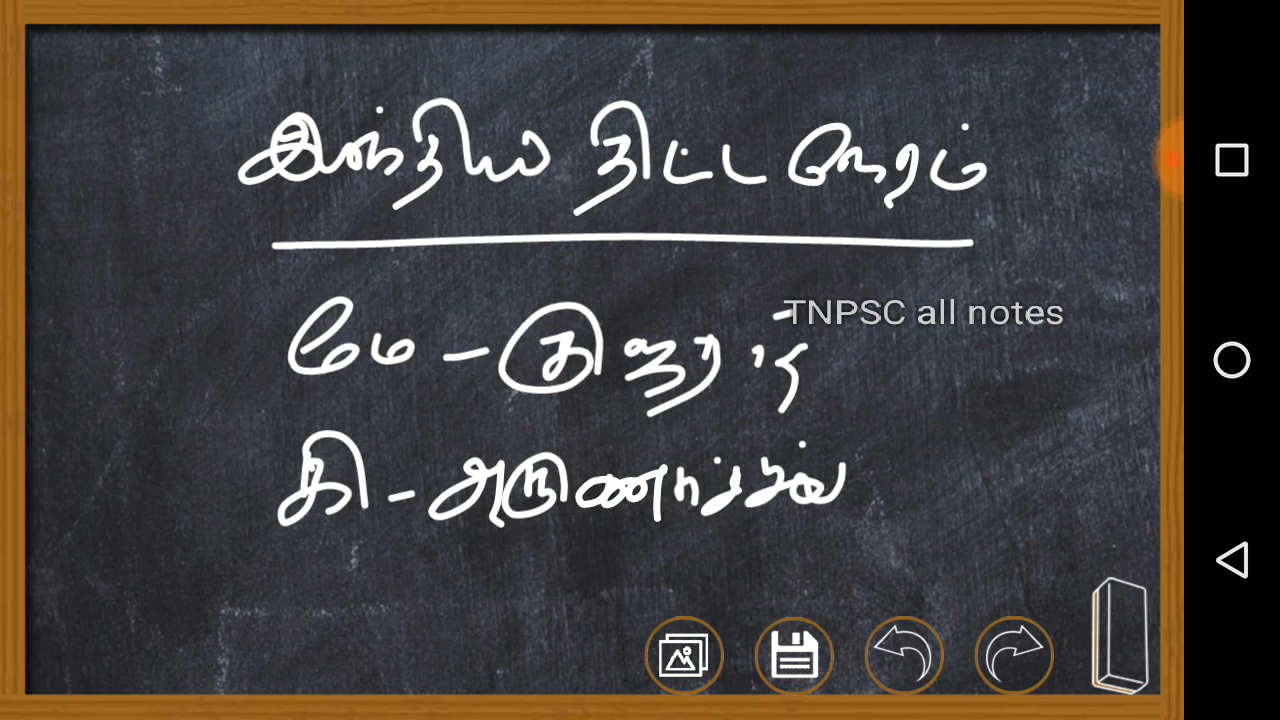 இந்திய திட்ட நேரம்
TNPSC all notes
மே - குஜரா
கி - அருணாச்சல்